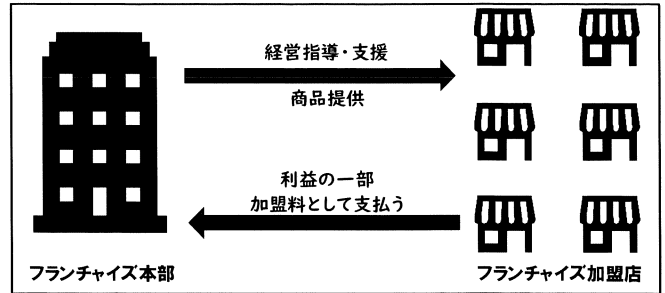 経営指導・支援
商品提供
利益の一部
加盟料として支払う
フランチャイズ本部
フランチャイズ加盟店